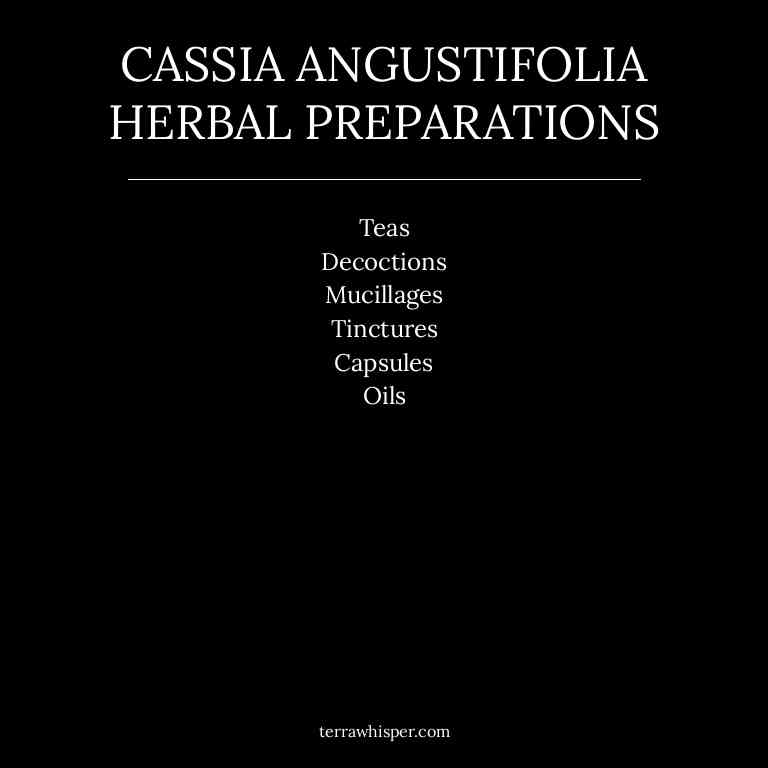 CASSIA ANGUSTIFOLIA
HERBAL PREPARATIONS
Teas
Decoctions
Mucillages
Tinctures
Capsules
Oils
terrawhisper.com